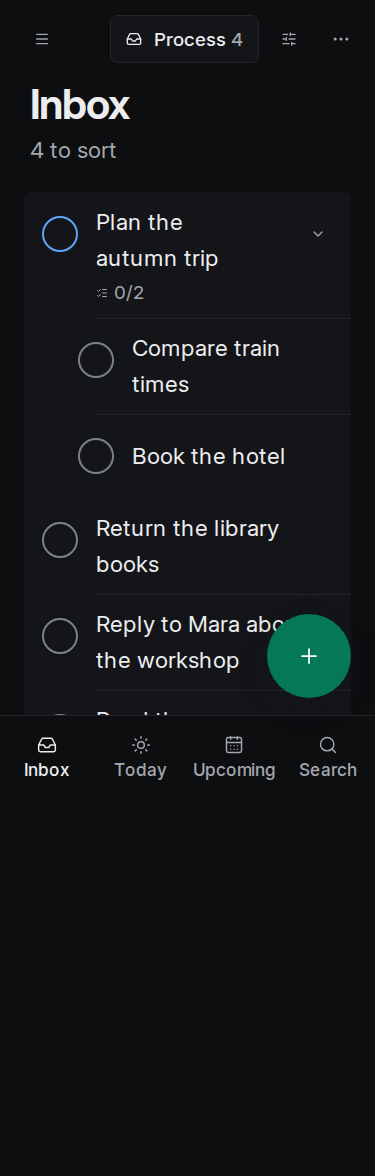 Process 4
Inbox
4 to sort
Plan the
autumn trip
0/2
Compare train
times
Book the hotel
Return the library
books
Reply to Mara
the workshop
Inbox
Today
Upcoming
Search